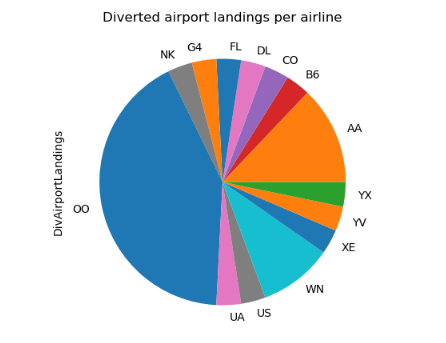 Diverted airport landings per airline
DivAirportLandings
AA
B6
CO
DL
FL
G4
NK
OO
UA
US
WN
XE
YV
YX